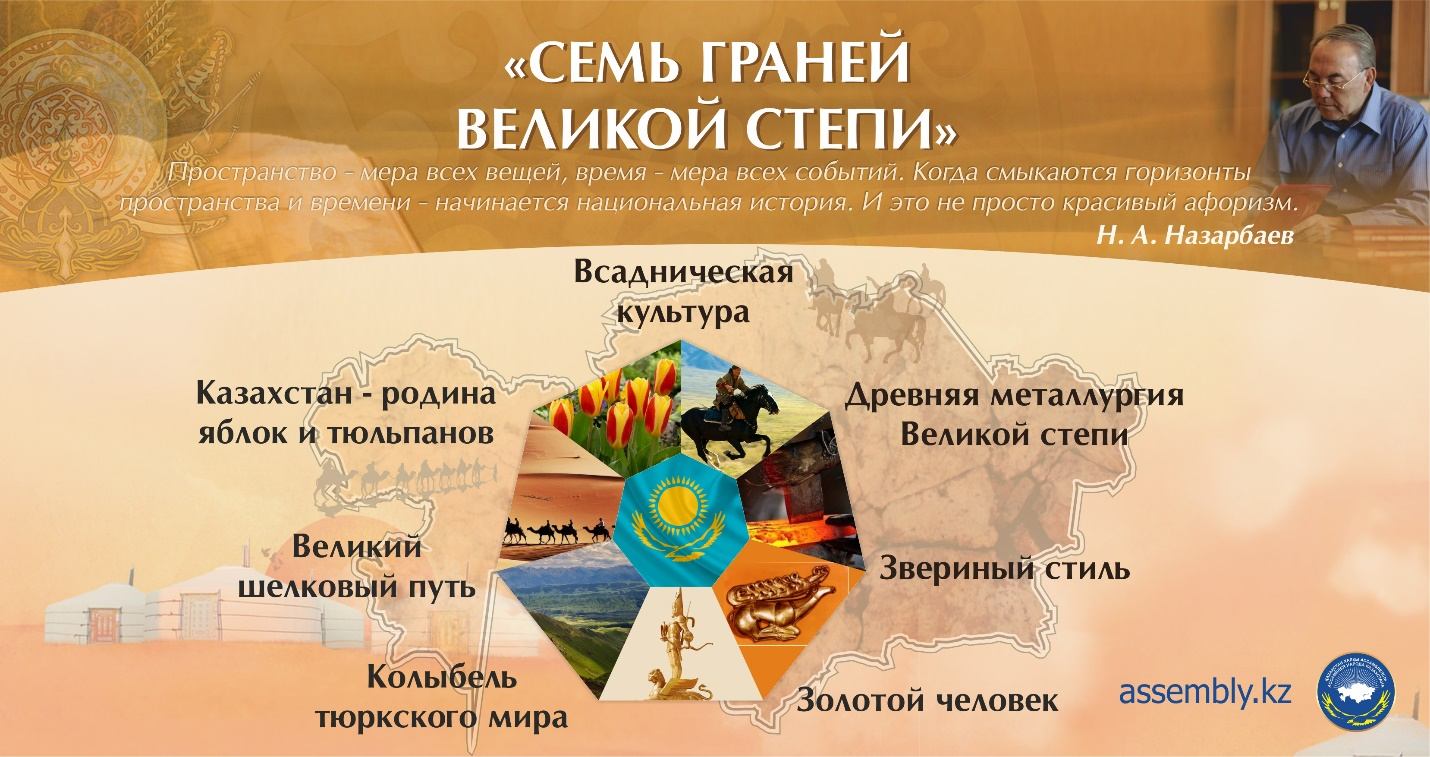 «СЕМЬ ГРАНЕЙ
ВЕЛИКОЙ СТЕПИ»
Пространство - мера всех вещей, время - мера всех событий. Когда смыкаются горизонты
пространства и времени - начинается национальная история. И это не просто красивый афоризм.
Н. А. Назарбаев
Всадническая
культура
Казахстан - родина
яблок и тюльпанов
Древняя металлургия
Великой степи
Великий
шелковый путь
Звериный стиль
Колыбель
тюркского мира
Золотой человек
assembly.kz